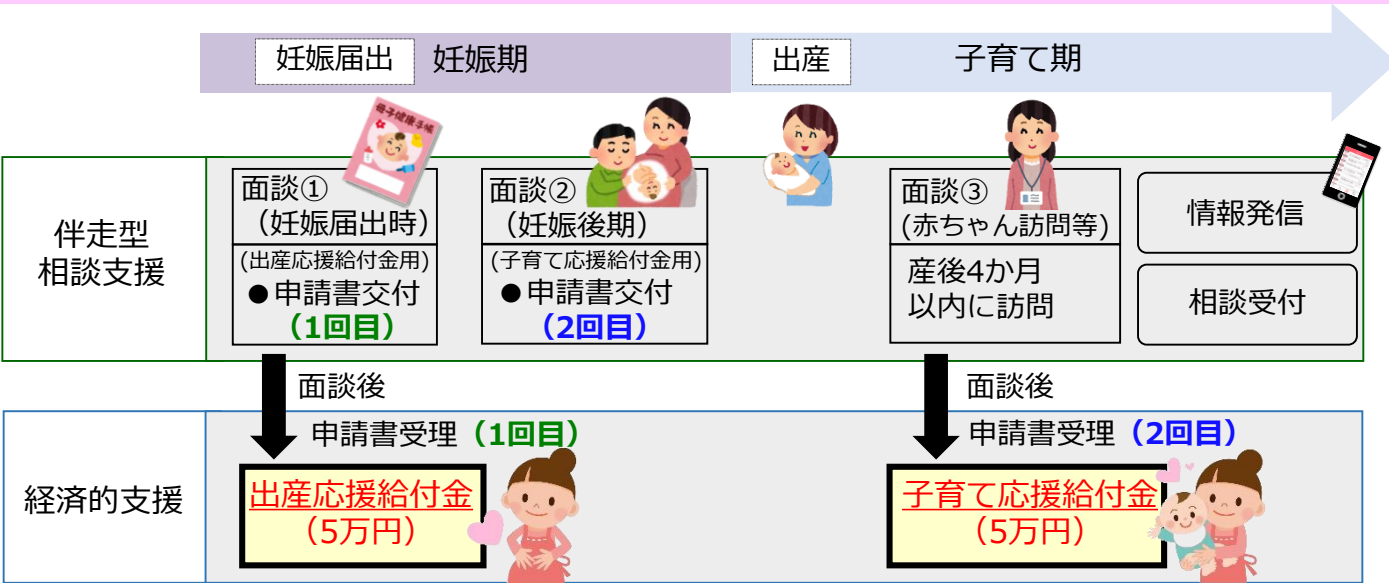 妊娠届出 妊娠期 出産 子育て期
母子健康手帳
伴走型
相談支援
面談①
（妊娠届出時）
(出産応援給付金用)
●申請書交付
（1回目）
面談②
（妊娠後期）
(子育て応援給付金用)
●申請書交付
（2回目）
面談③
(赤ちゃん訪問等)
産後4か月
以内に訪問
情報発信
相談受付
面談後
面談後
経済的支援
申請書受理（1回目）
出産応援給付金
（5万円）
申請書受理（2回目）
子育て応援給付金
（5万円）